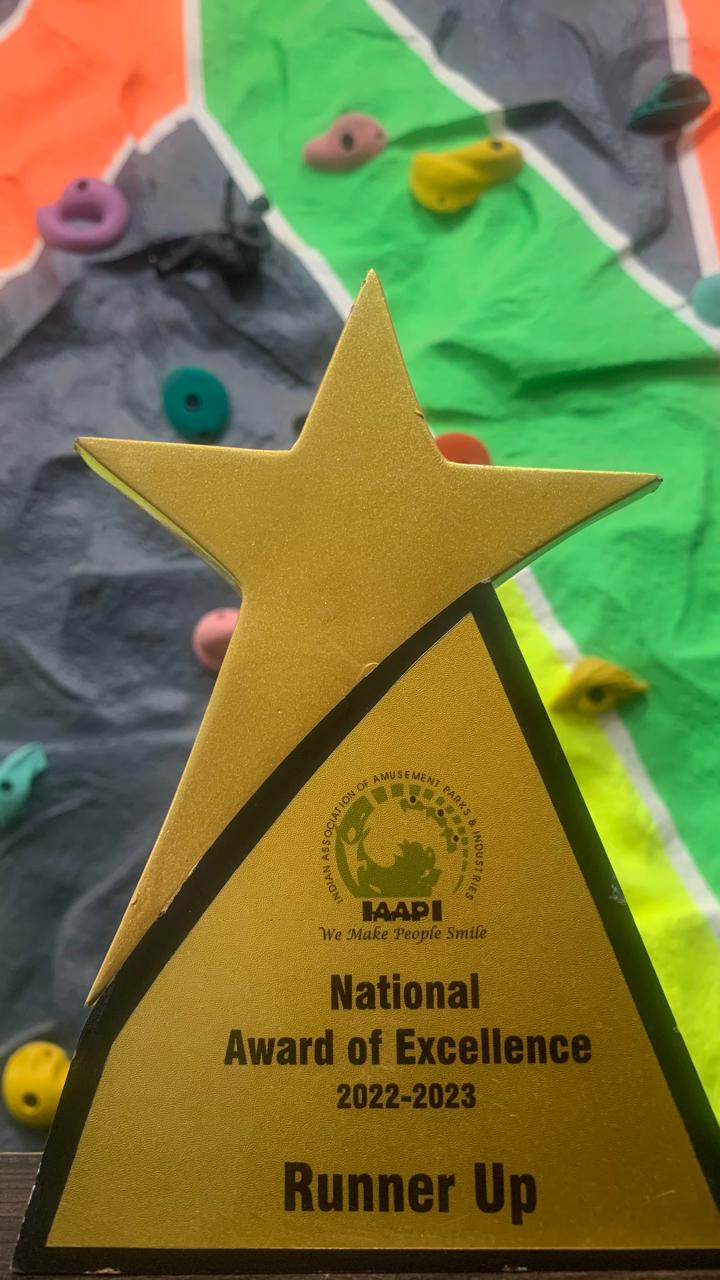 INDIAN ASSOCIATION OF AMUSEMENT PARKS & INDUSTRIES
IAAPI
We Make People Smile
National
Award of Excellence
2022-2023
Runner Up